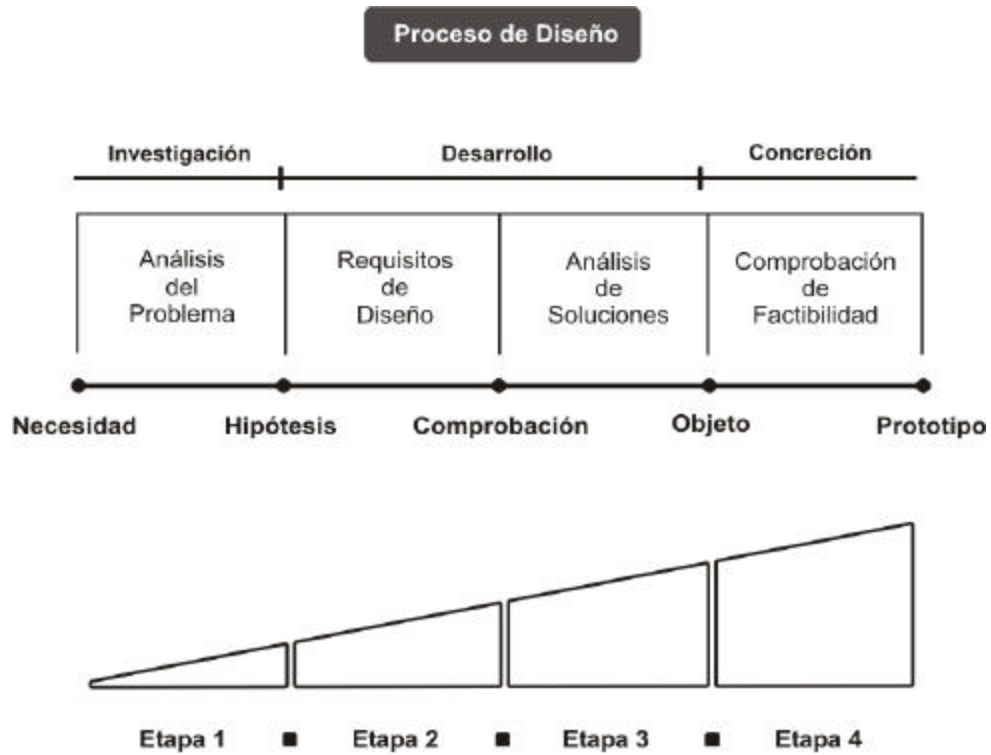 Proceso de Diseño
Investigación Desarrollo Concreción
Análisis
del
Problema
Requisitos
de
Diseño
Análisis
de
Soluciones
Comprobación
de
Factibilidad
Necesidad Hipótesis Comprobación Objeto Prototipo
Etapa 1 Etapa 2 Etapa 3 Etapa 4